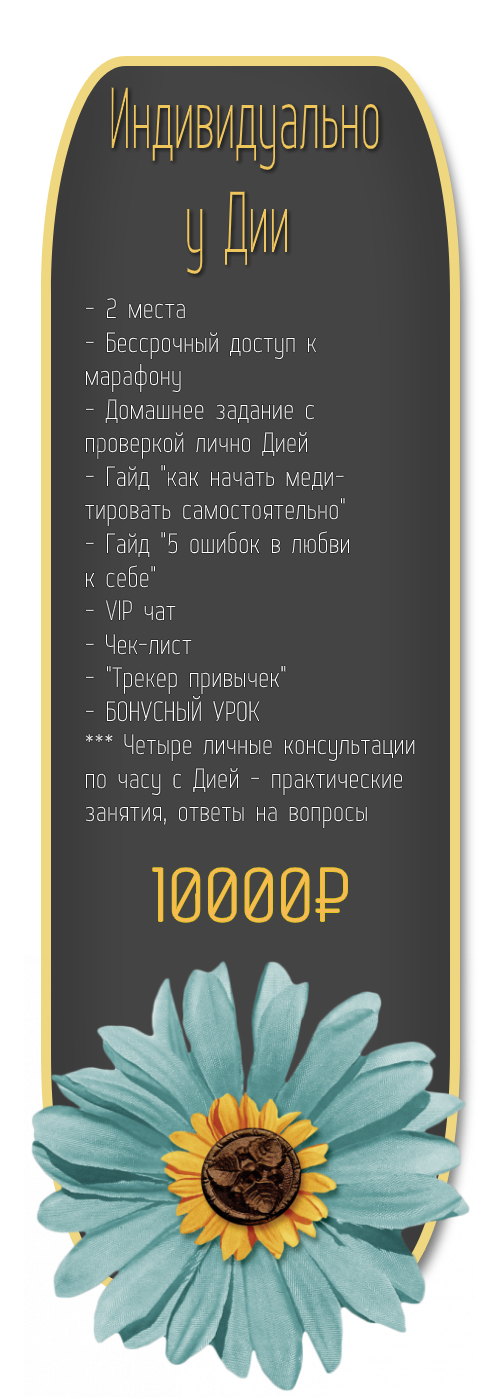 Индивидуально
у Дии
- 2 места
- Бессрочный доступ к
марафону
- Домашнее задание с
проверкой лично Дией
- Гайд "как начать меди-
тировать самостоятельно"
- Гайд "5 ошибок в любви
к себе"
- VIP чат
- Чек-лист
- "Трекер привычек"
- БОНУСНЫЙ УРОК
*** Четыре личные консультации
по часу с Дией - практические
занятия, ответы на вопросы
10000₽